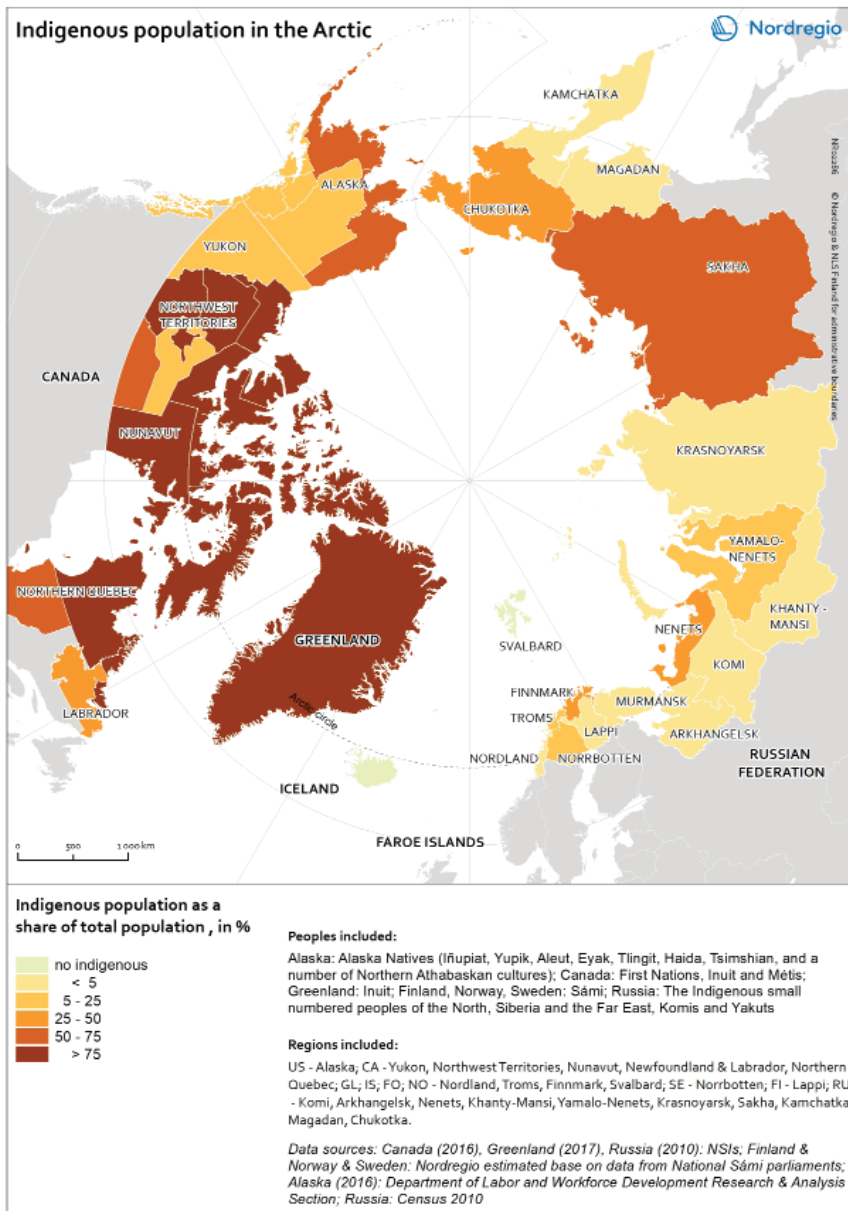 Indigenous population in the Arctic
Nordregio
KAMCHATKA
MAGADAN
ALASKA
CHUKOTKA
YUKON
SAKHA
NR02286 © Nordregio & NLS Finland for administrative boundaries
NORTHWEST
TERRITORIES
CANADA
NUNAVUT
KRASNOYARSK
YAMALO-
NENETS
NORTHERN QUEBEC
KHANTY -
MANSI
GREENLAND
SVALBARD
NENETS
KOMI
FINNMARK
MURMANSK
LABRADOR
Arctic circle
TROMS
LAPPI
ARKHANGELSK
NORDLAND
NORRBOTTEN
RUSSIAN
FEDERATION
ICELAND
FAROE ISLANDS
0 500 1 000 km
Indigenous population as a
share of total population , in %
no indigenous
< 5
5 - 25
25 - 50
50 - 75
> 75
Peoples included:
Alaska: Alaska Natives (Iñupiat, Yupik, Aleut, Eyak, Tlingit, Haida, Tsimshian, and a
number of Northern Athabaskan cultures); Canada: First Nations, Inuit and Métis;
Greenland: Inuit; Finland, Norway, Sweden: Sámi; Russia: The Indigenous small
numbered peoples of the North, Siberia and the Far East, Komis and Yakuts
Regions included:
US - Alaska; CA - Yukon, Northwest Territories, Nunavut, Newfoundland & Labrador, Northern
Quebec; GL; IS; FO; NO - Nordland, Troms, Finnmark, Svalbard; SE - Norrbotten; FI - Lappi; RU
- Komi, Arkhangelsk, Nenets, Khanty-Mansi, Yamalo-Nenets, Krasnoyarsk, Sakha, Kamchatka
Magadan, Chukotka.
Data sources: Canada (2016), Greenland (2017), Russia (2010): NSIs; Finland &
Norway & Sweden: Nordregio estimated base on data from National Sámi parliaments;
Alaska (2016): Department of Labor and Workforce Development Research & Analysis
Section; Russia: Census 2010